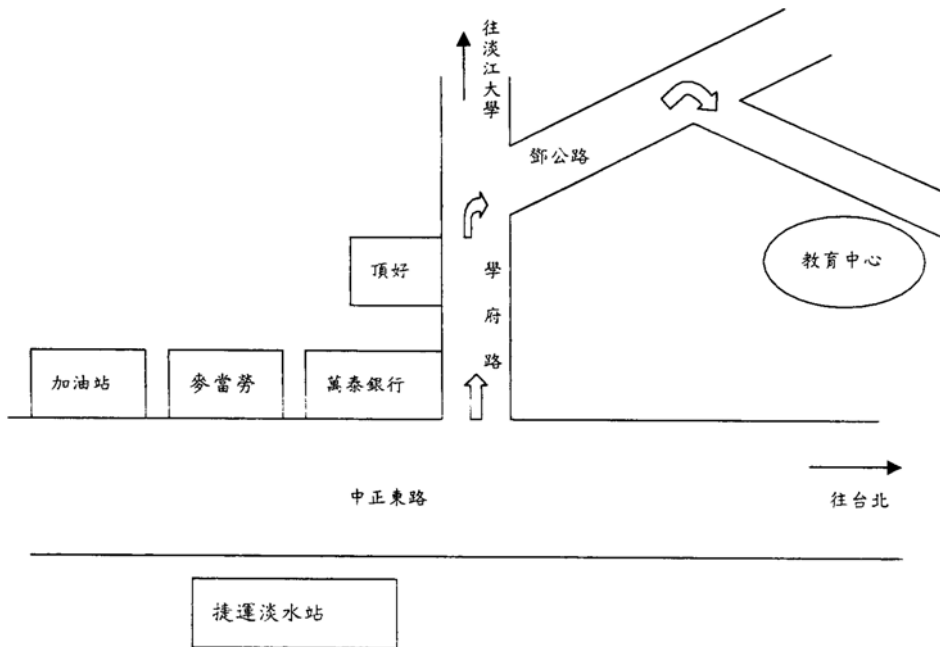 往淡江大學
鄧公路
頂好
學府路
教育中心
加油站
麥當勞
萬泰銀行
中正東路
往台北
捷運淡水站